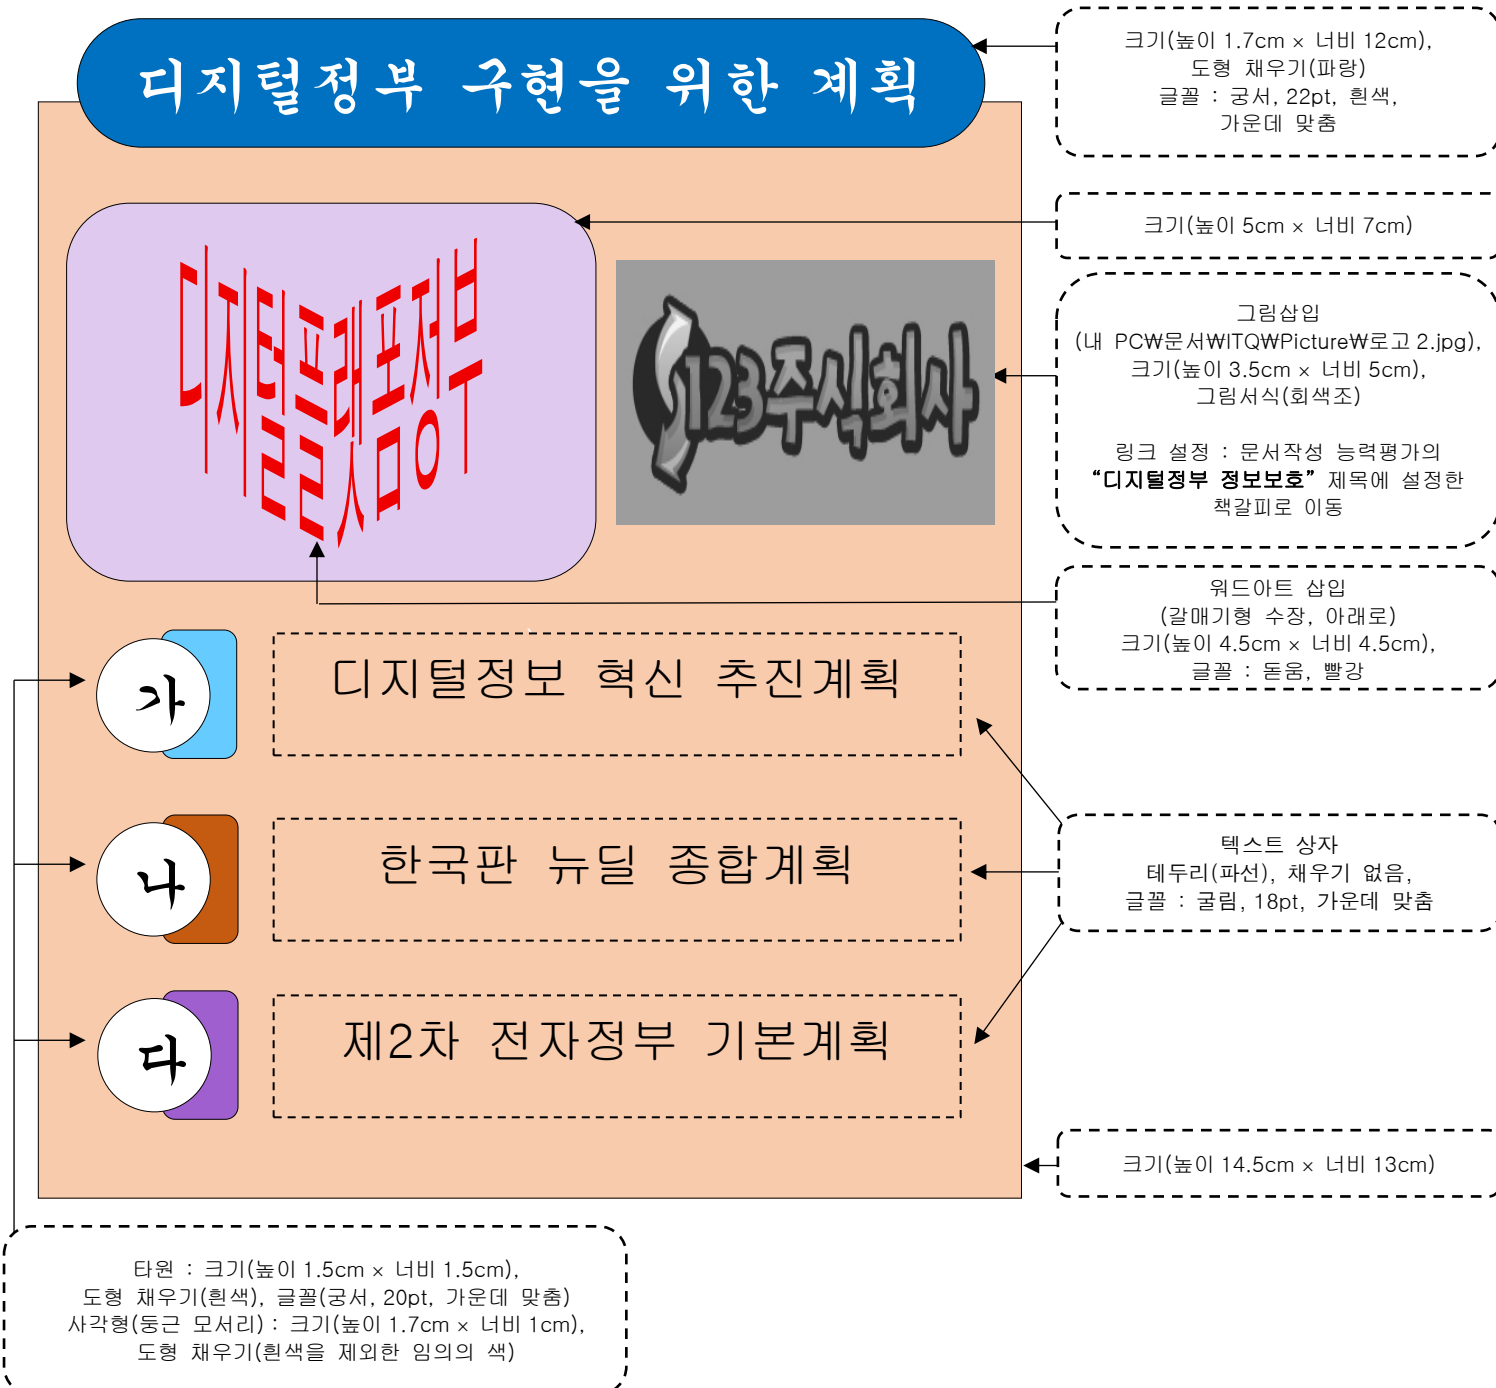 디지털정부 구현을 위한 계획
크기(높이 1.7cm × 너비 12cm),
도형 채우기(파랑)
글꼴 : 궁서, 22pt, 흰색,
가운데 맞춤
크기(높이 5cm × 너비 7cm)
디지털플랫폼정부
123주식회사
그림삽입
(내 PC₩문서₩ITQ₩Picture₩로고2.jpg),
크기(높이 3.5cm × 너비 5cm),
그림서식(회색조)
링크 설정 : 문서작성 능력평가의
“디지털정부 정보보호” 제목에 설정한
책갈피로 이동
워드아트 삽입
(갈매기형 수장, 아래로)
크기(높이 4.5cm × 너비 4.5cm),
글꼴 : 돋움, 빨강
가
디지털정보 혁신 추진계획
나
한국판 뉴딜 종합계획
텍스트 상자
테두리(파선), 채우기 없음,
글꼴 : 굴림, 18pt, 가운데 맞춤
다
제2차 전자정부 기본계획
크기(높이 14.5cm × 너비 13cm)
타원 : 크기(높이 1.5cm × 너비 1.5cm),
도형 채우기(흰색), 글꼴(궁서, 20pt, 가운데 맞춤)
사각형(둥근 모서리) : 크기(높이 1.7cm × 너비 1cm),
도형 채우기(흰색을 제외한 임의의 색)